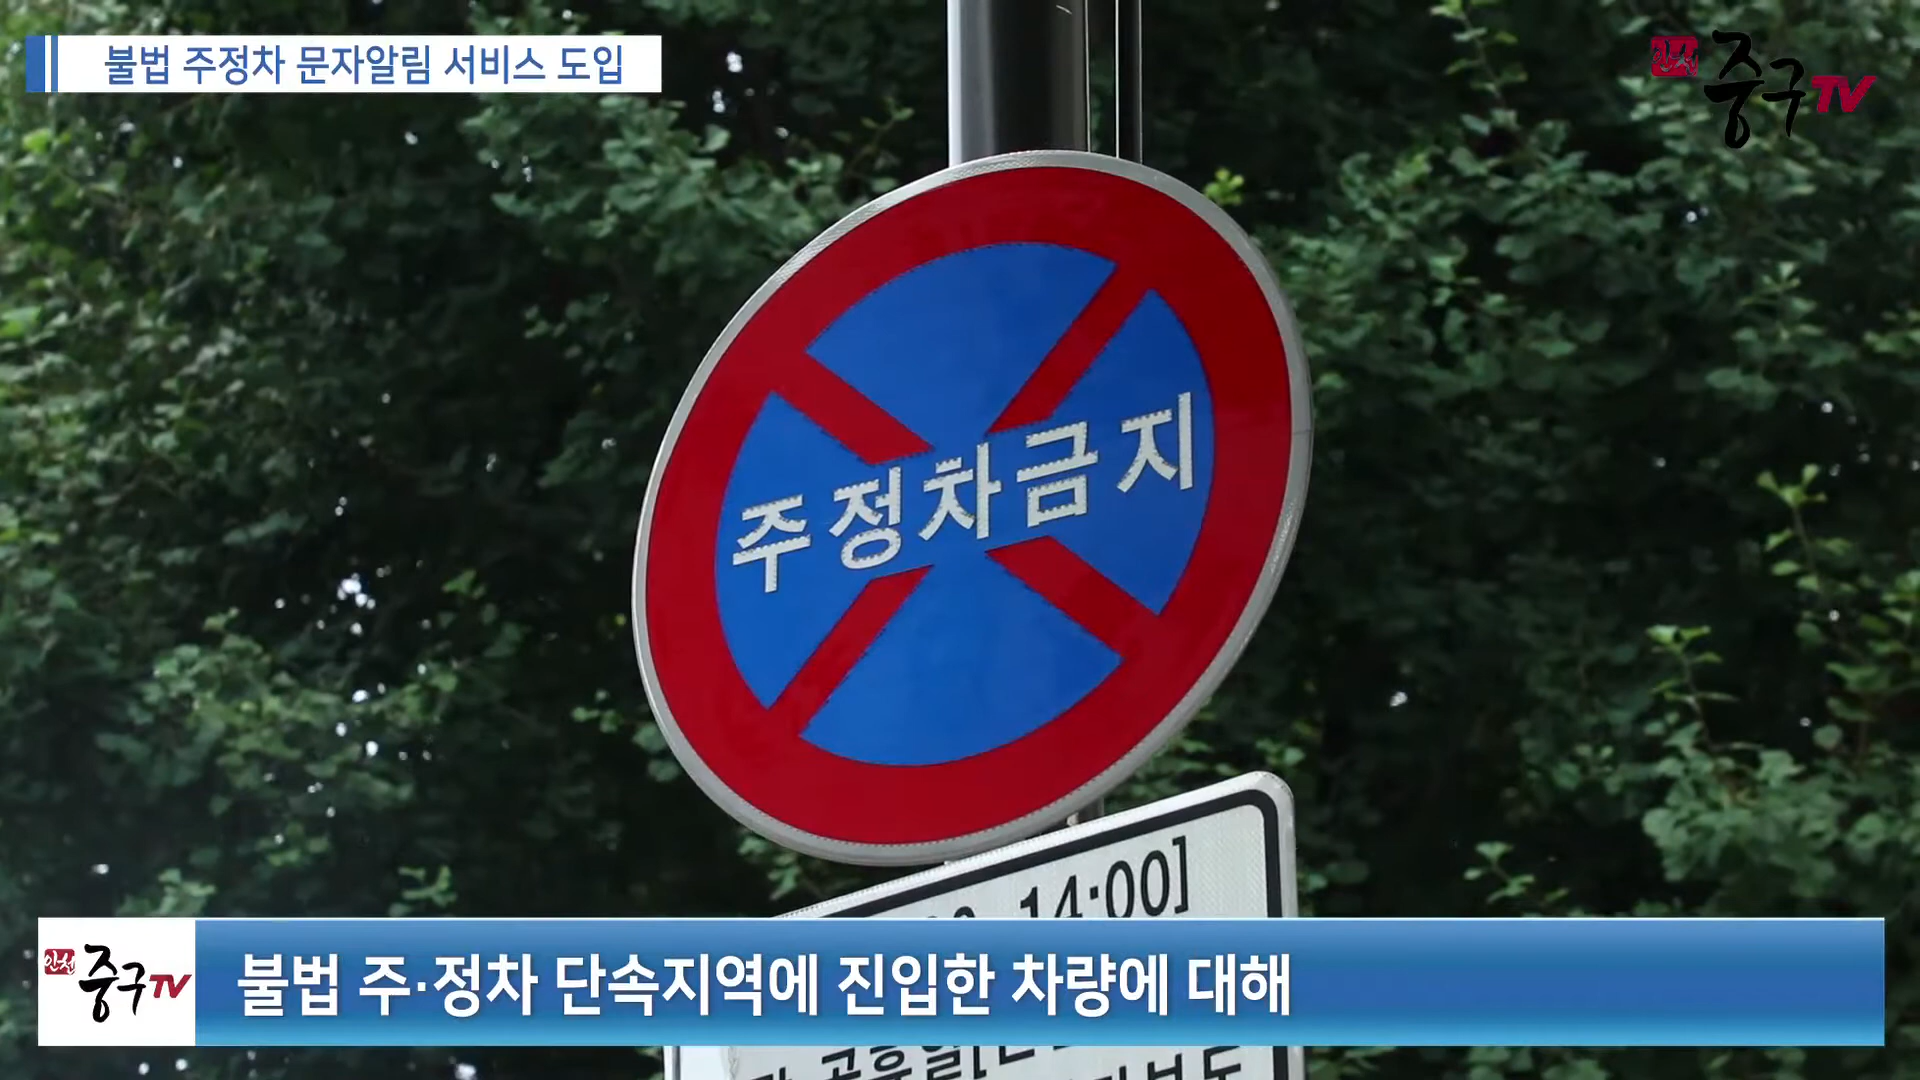 불법 주정차 문자알림 서비스 도입
인천 중구TV
주정차금지
14:00]
인천 중구TV
불법 주·정차 단속지역에 진입한 차량에 대해